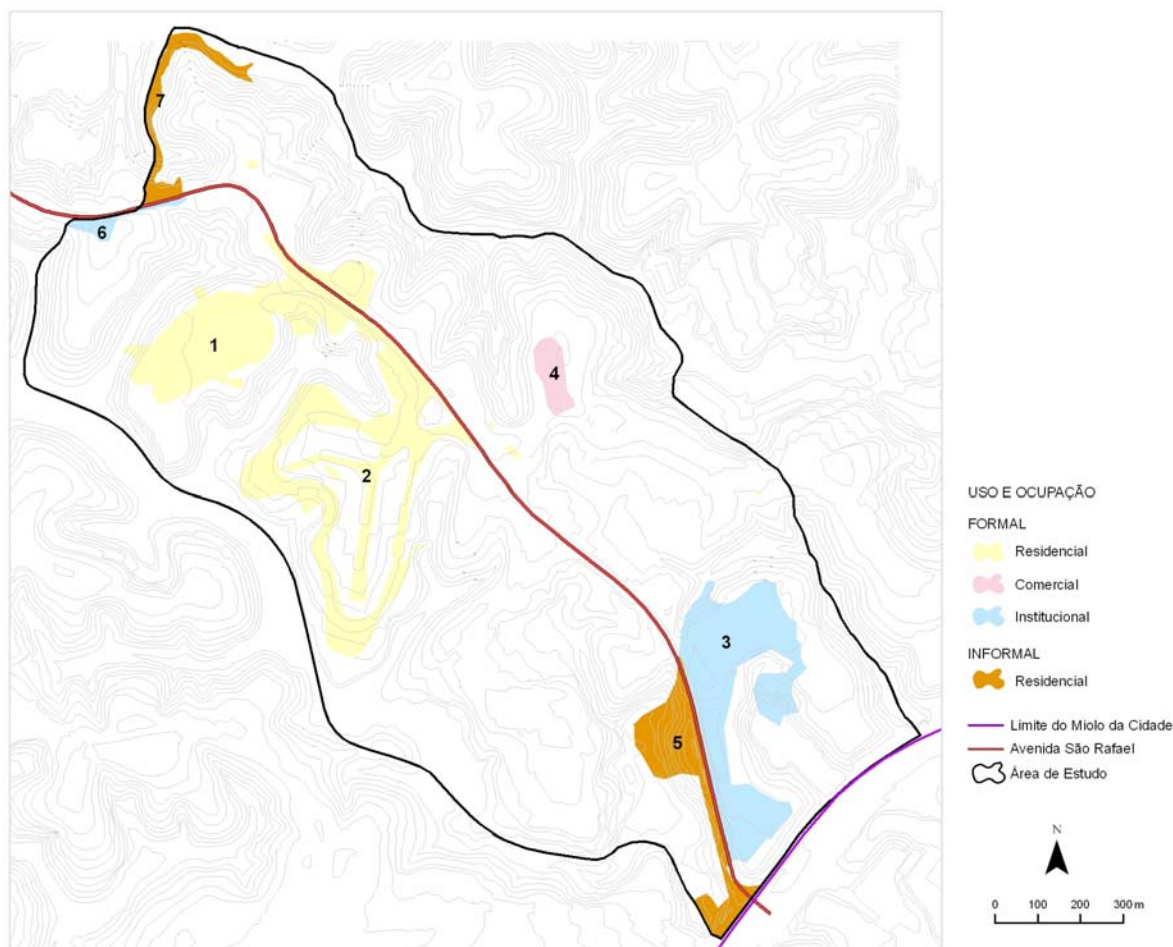 7
6
1
4
2
3
5
USO E OCUPAÇÃO
FORMAL
Residencial
Comercial
Institucional
INFORMAL
Residencial
Limite do Miolo da Cidade
Avenida São Rafael
Área de Estudo
N
0 100 200 300 m